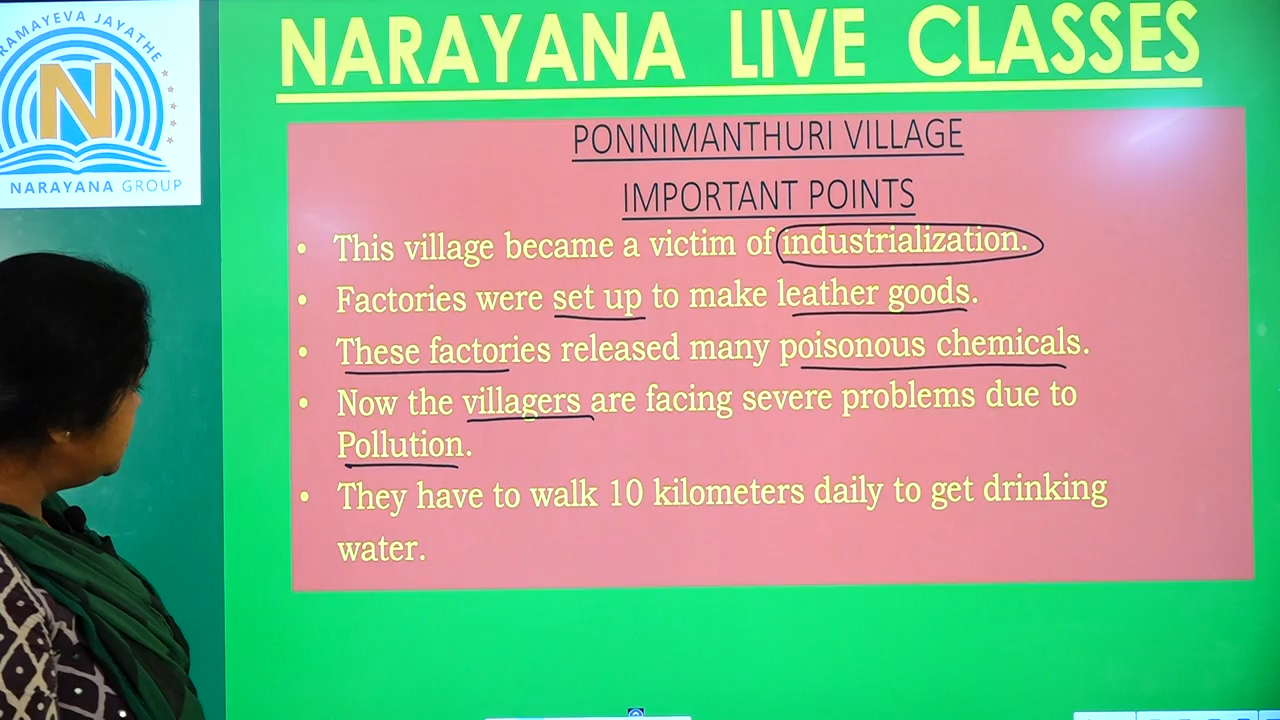 NARAYANA LIVE CLASSES
RAMAYEVA JAYATHE
N
NARAYANA GROUP
PONNIMANTHURI VILLAGE
IMPORTANT POINTS
• This village became a victim of industrialization.
• Factories were set up to make leather goods.
• These factories released many poisonous chemicals.
• Now the villagers are facing severe problems due to
Pollution.
• They have to walk 10 kilometers daily to get drinking
water.